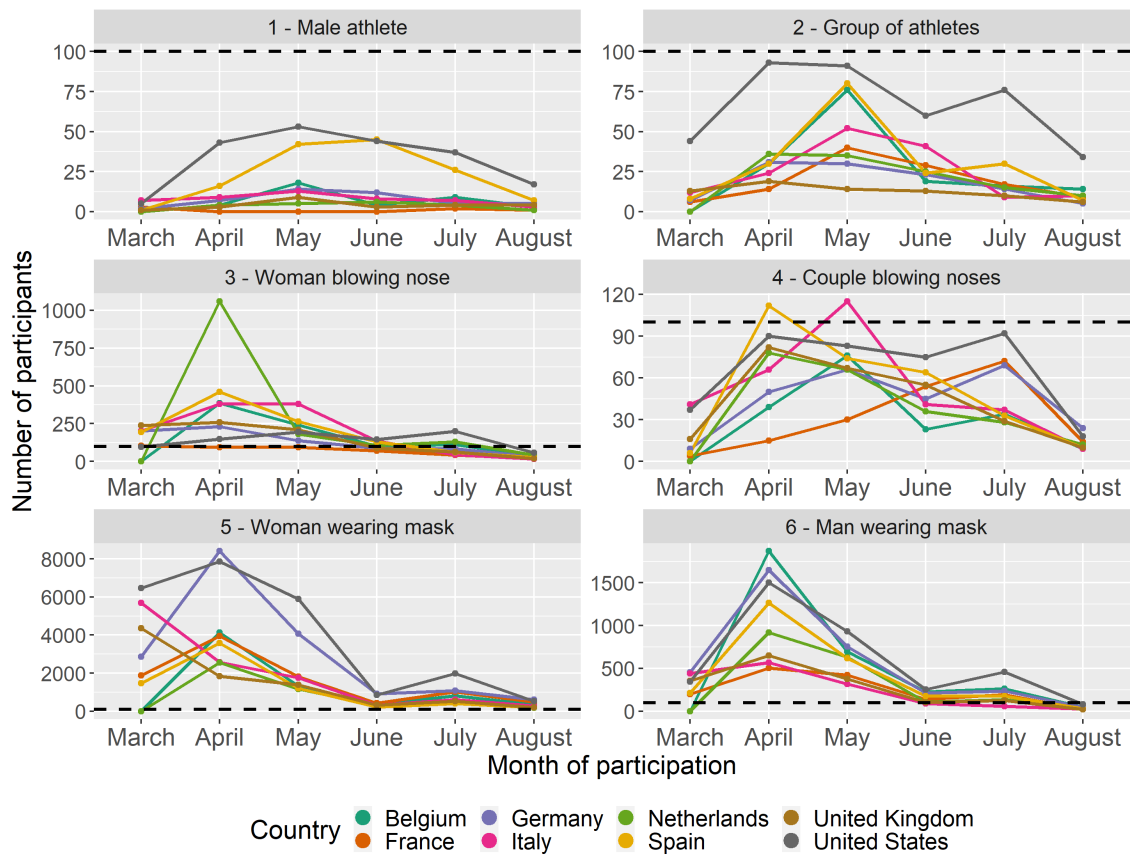 1 - Male athlete
2 - Group of athletes
100
75
50
25
0
March April May June July August
100
75
50
25
0
March April May June July August
3 - Woman blowing nose
4 - Couple blowing noses
1000
750
500
250
0
March April May June July August
120
90
60
30
0
March April May June July August
5 - Woman wearing mask
6 - Man wearing mask
8000
6000
4000
2000
0
March April May June July August
1500
1000
500
0
March April May June July August
Number of participants
Month of participation
Country
Belgium Germany Netherlands United Kingdom
France Italy Spain United States